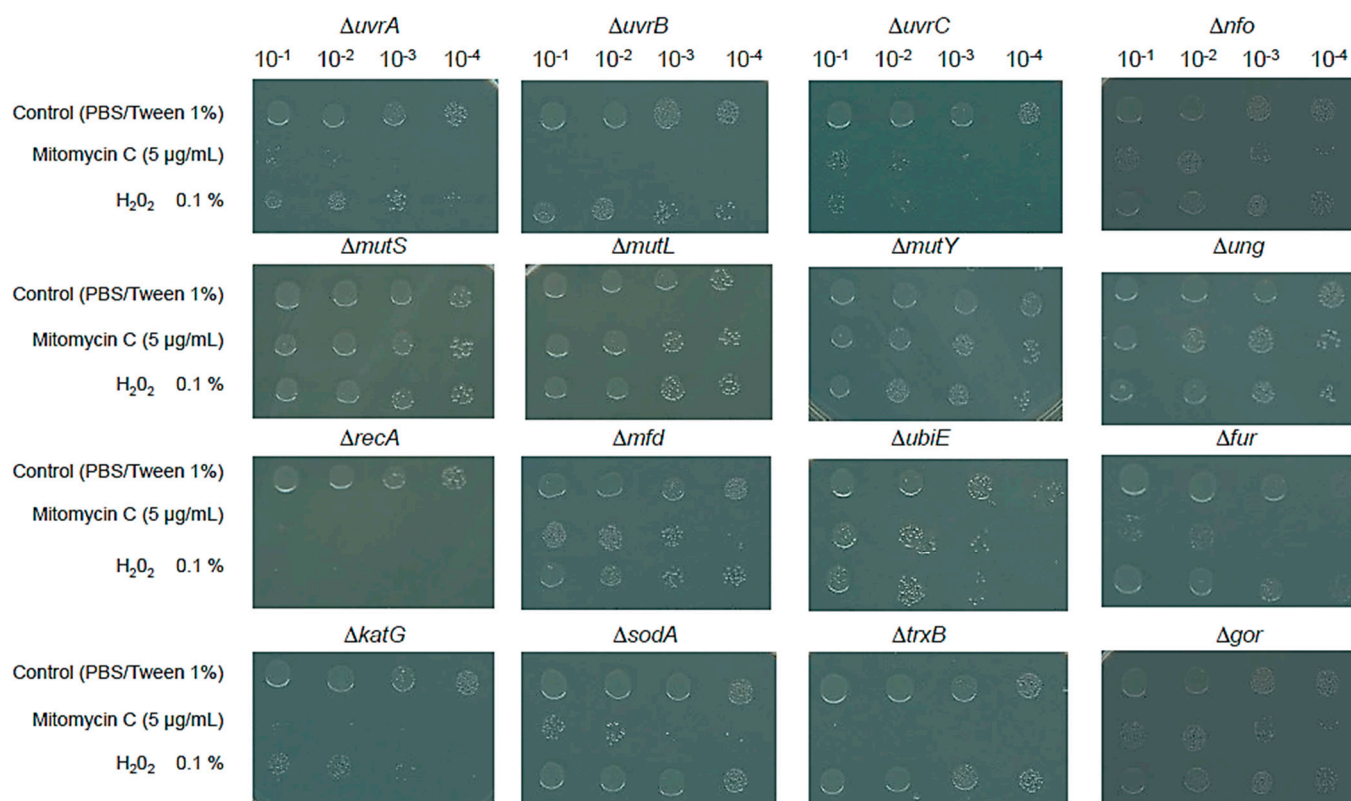 ΔuvrA ΔuvrB ΔuvrC Δnfo
10-1 10-2 10-3 10-4 10-1 10-2 10-3 10-4 10-1 10-2 10-3 10-4 10-1 10-2 10-3 10-4
Control (PBS/Tween 1%)
Mitomycin C (5 µg/mL)
H202 0.1 %
ΔmutS ΔmutL ΔmutY Δung
Control (PBS/Tween 1%)
Mitomycin C (5 µg/mL)
H202 0.1 %
ΔrecA Δmfd ΔubiE Δfur
Control (PBS/Tween 1%)
Mitomycin C (5 µg/mL)
H202 0.1 %
ΔkatG ΔsodA ΔtrxB Δgor
Control (PBS/Tween 1%)
Mitomycin C (5 µg/mL)
H202 0.1 %